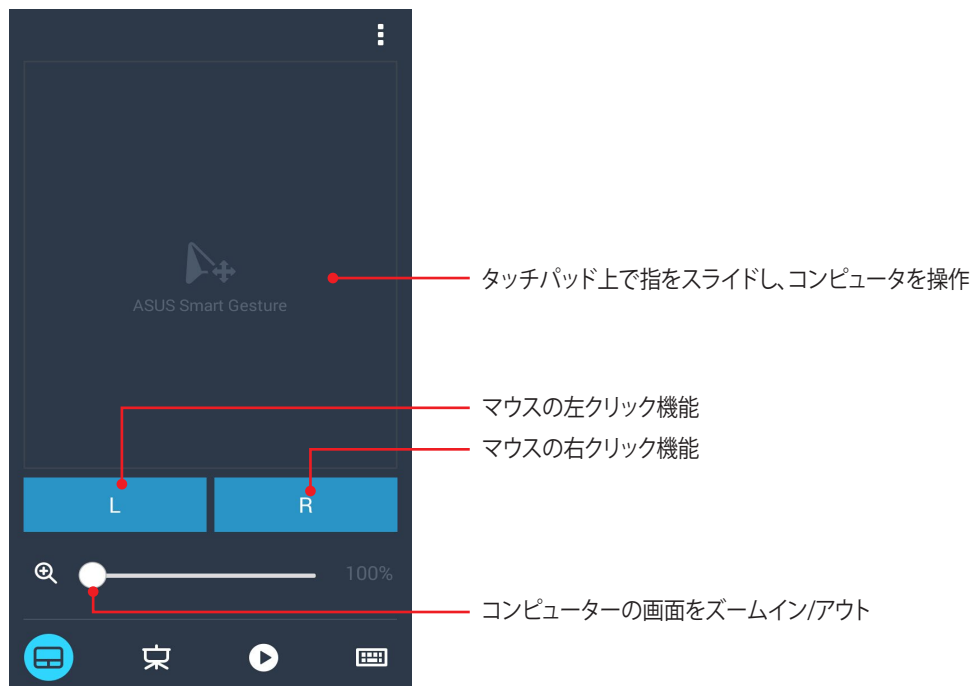 タッチパッド上で指をスライドし、コンピュータを操作
ASUS Smart Gesture
マウスの左クリック機能
マウスの右クリック機能
L
R
100%
コンピューターの画面をズームイン/アウト